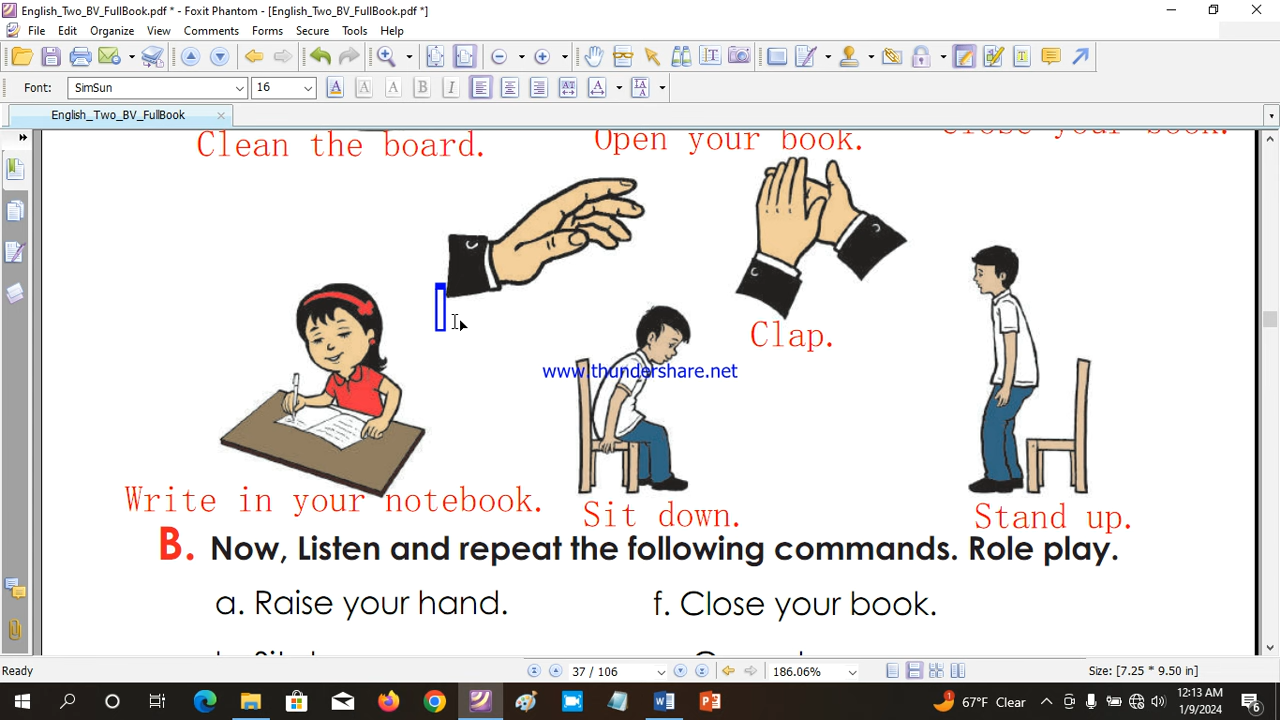 English_Two_BV_FullBook.pdf * - Foxit Phantom - [English_Two_BV_FullBook.pdf *]
File Edit Organize View Comments Forms Secure Tools Help
Font: SimSun 16
English_Two_BV_FullBook
Clean the board.
Open your book.
Close your book.
Clap.
www.thundershare.net
Write in your notebook.
Sit down.
Stand up.
B. Now, Listen and repeat the following commands. Role play.
a. Raise your hand.
f. Close your book.
Ready
37 / 106
186.06%
Size: [7.25 * 9.50 in]
67°F Clear
12:13 AM
1/9/2024